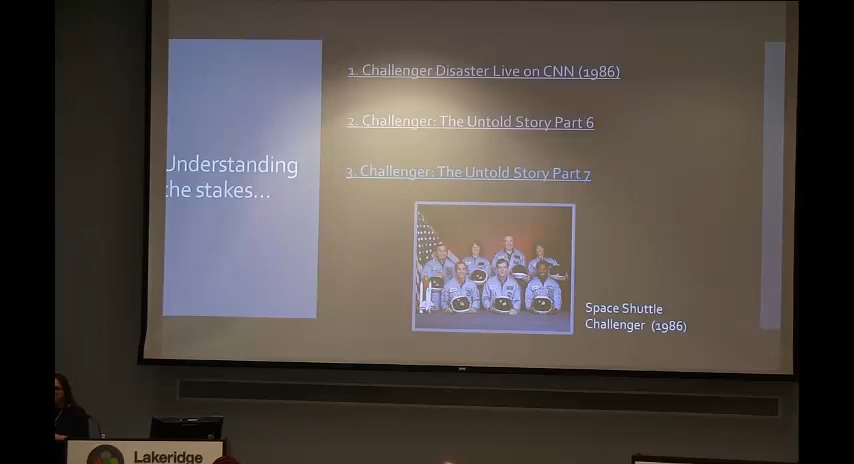 Understanding
the stakes...
1. Challenger Disaster Live on CNN (1986)
2. Challenger: The Untold Story Part 6
3. Challenger: The Untold Story Part 7
Space Shuttle
Challenger (1986)
Lakeridge